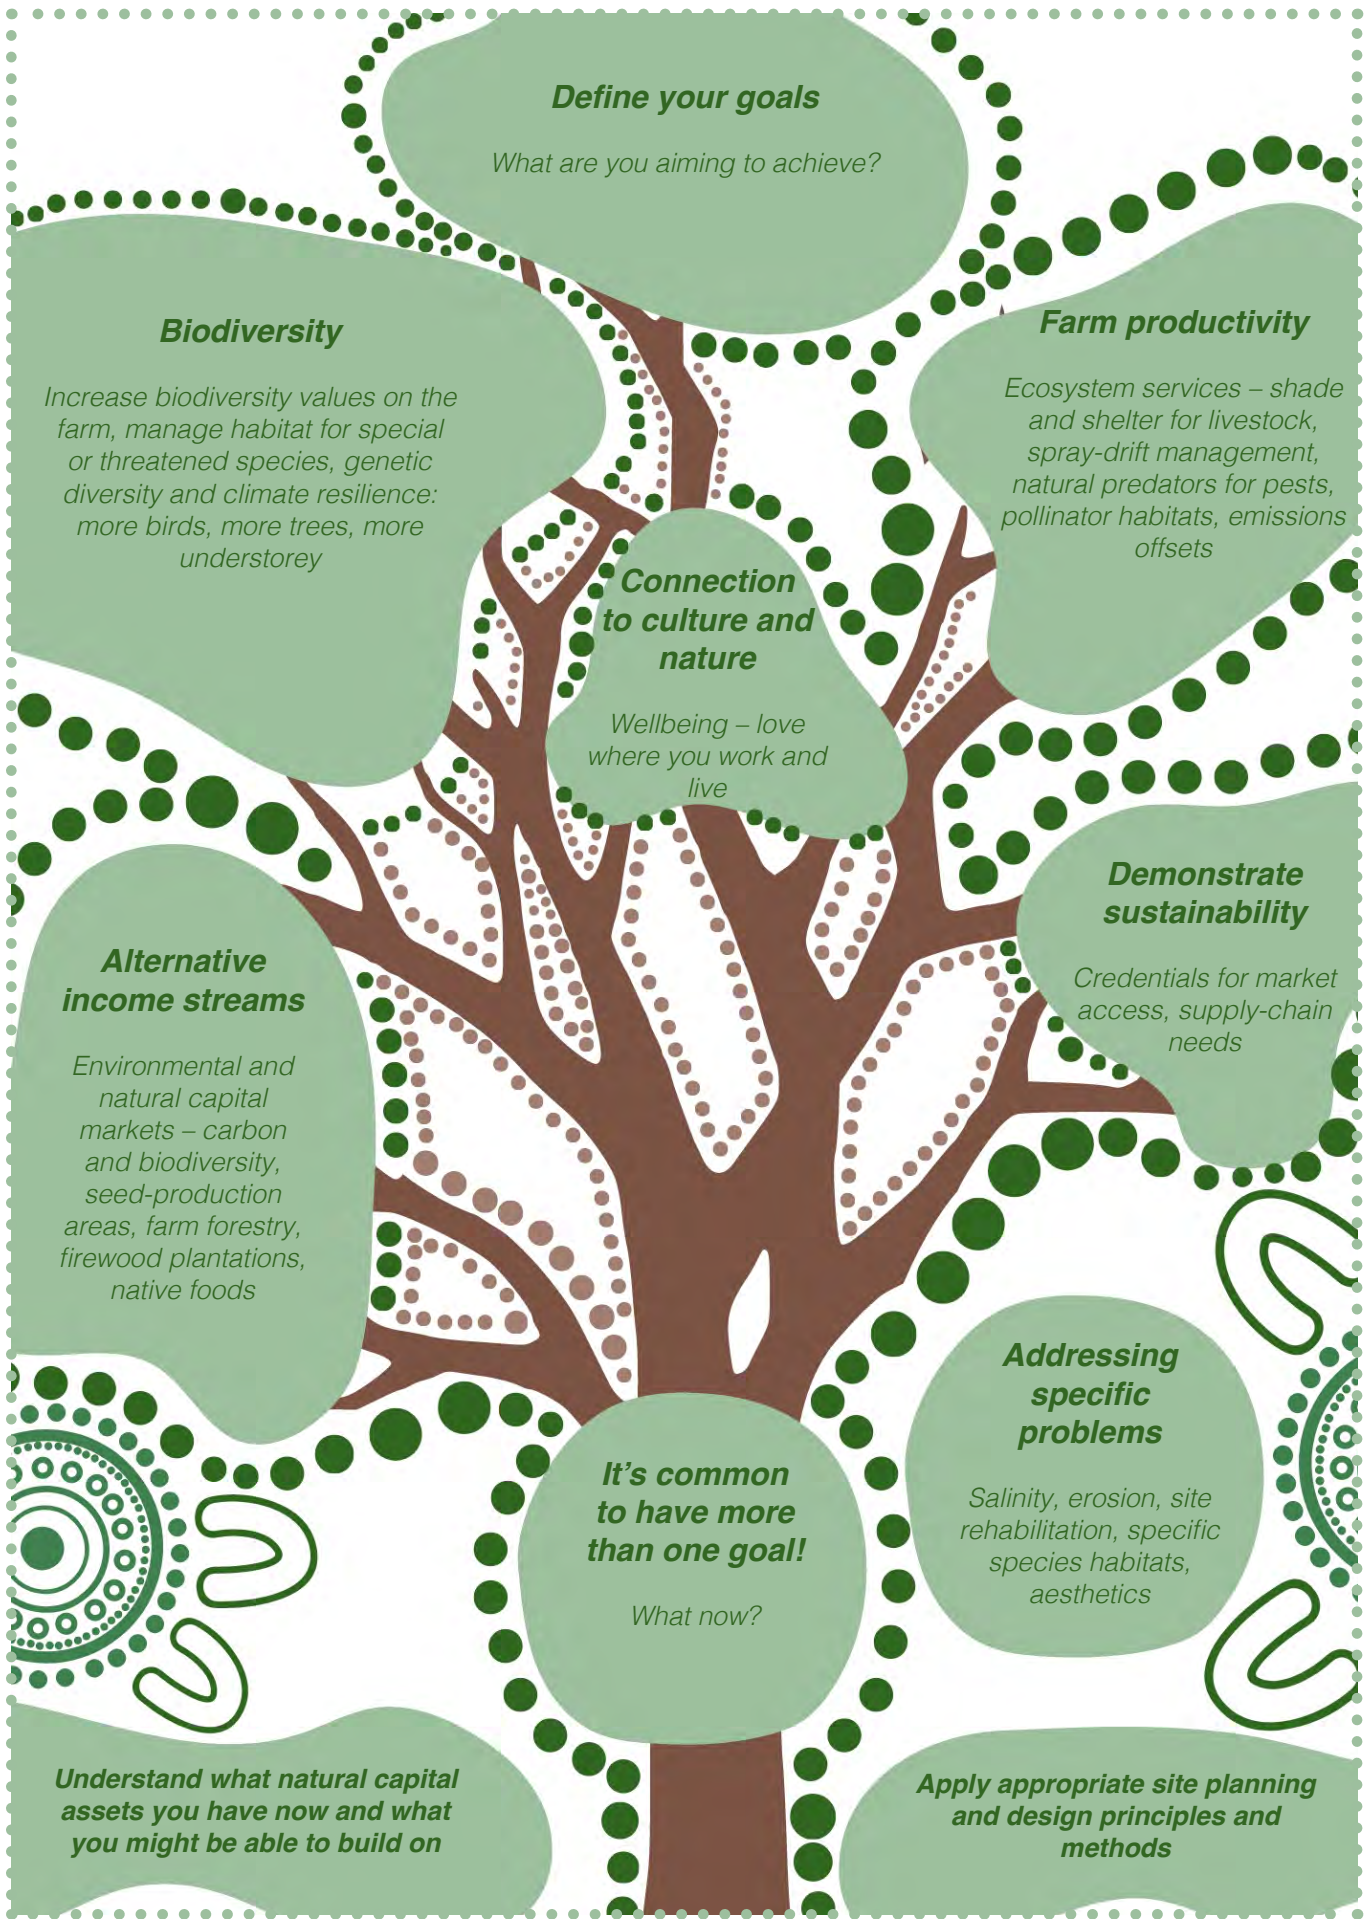 Define your goals
What are you aiming to achieve?
Biodiversity
Increase biodiversity values on the
farm, manage habitat for special
or threatened species, genetic
diversity and climate resilience:
more birds, more trees, more
understorey
Farm productivity
Ecosystem services – shade
and shelter for livestock,
spray-drift management,
natural predators for pests,
pollinator habitats, emissions
offsets
Connection
to culture and
nature
Wellbeing – love
where you work and
live
Demonstrate
sustainability
Credentials for market
access, supply-chain
needs
Alternative
income streams
Environmental and
natural capital
markets – carbon
and biodiversity,
seed-production
areas, farm forestry,
firewood plantations,
native foods
Addressing
specific
problems
Salinity, erosion, site
rehabilitation, specific
species habitats,
aesthetics
It's common
to have more
than one goal!
What now?
Understand what natural capital
assets you have now and what
you might be able to build on
Apply appropriate site planning
and design principles and
methods